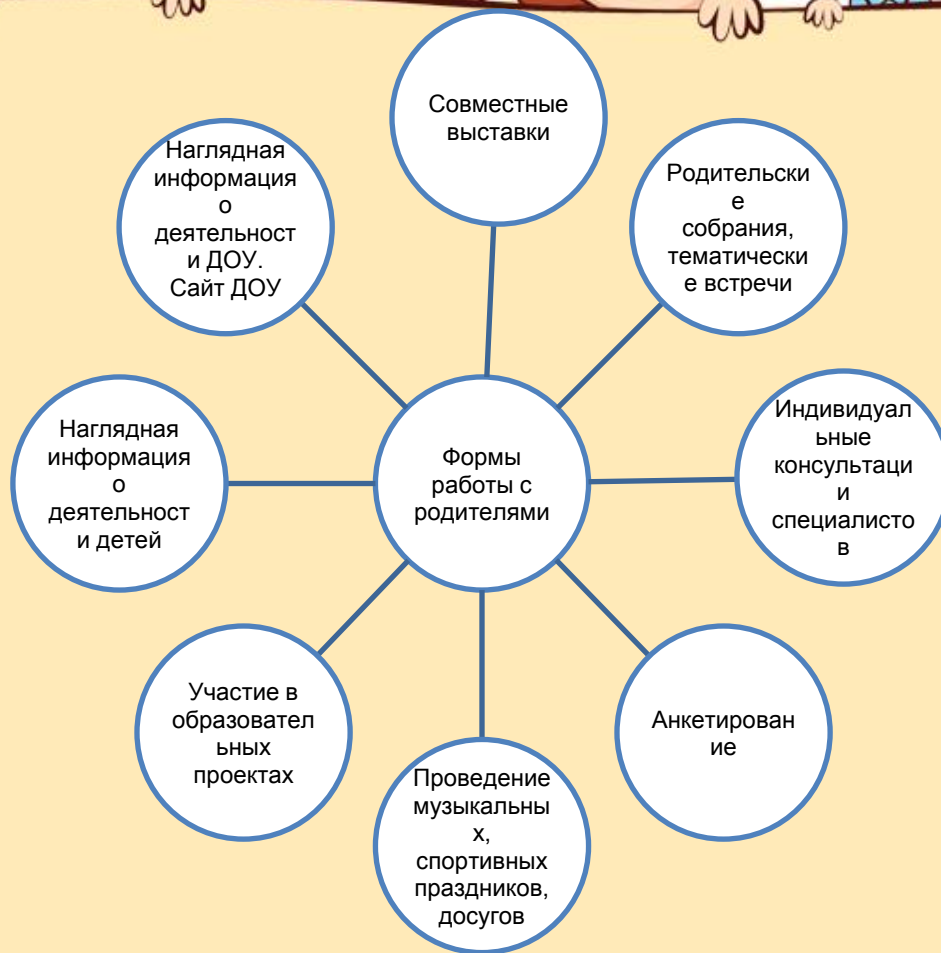 Совместные
выставки
Наглядная
информация
о
деятельност
и ДОУ.
Сайт ДОУ
Родительски
е
собрания,
тематически
е встречи
Наглядная
информация
о
деятельност
и детей
Формы
работы с
родителями
Индивидуал
ьные
консультаци
и
специалисто
в
Участие в
образовател
ьных
проектах
Анкетирован
ие
Проведение
музыкальны
х,
спортивных
праздников,
досугов